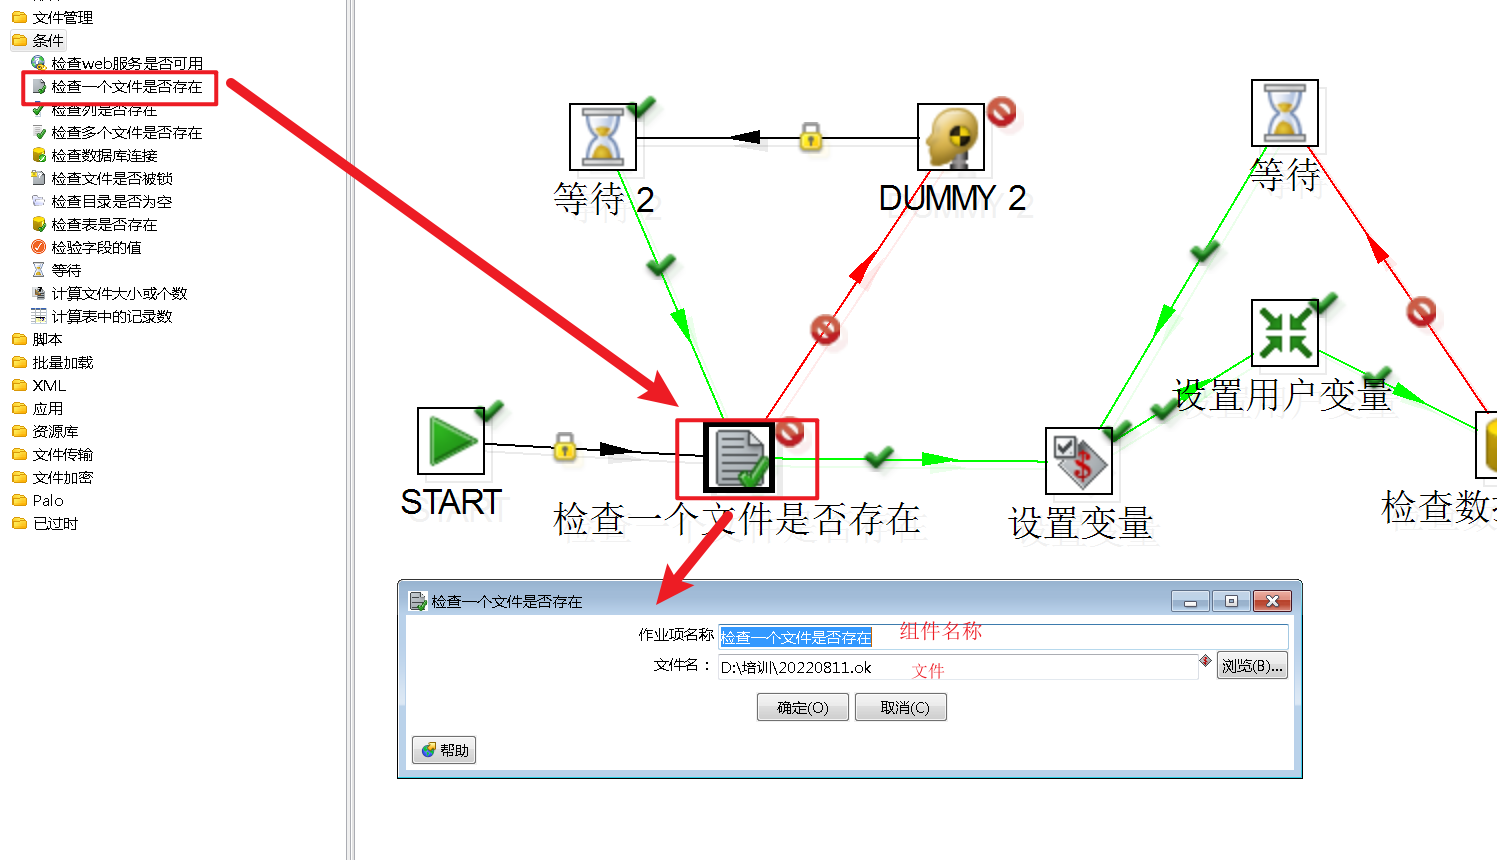 文件管理
条件
检查web服务是否可用
检查一个文件是否存在
检查列是否存在
检查多个文件是否存在
检查数据库连接
检查文件是否被锁
检查目录是否为空
检查表是否存在
检验字段的值
等待
计算文件大小或个数
计算表中的记录数
脚本
批量加载
XML
应用
资源库
文件传输
文件加密
Palo
已过时
等待 2
DUMMY 2
等待
设置用户变量
START
检查一个文件是否存在
设置变量
检查数
检查一个文件是否存在
作业项名称 检查一个文件是否存在 组件名称
文件名： D:\培训\20220811.ok 文件 浏览(B)...
确定(O) 取消(C)
帮助